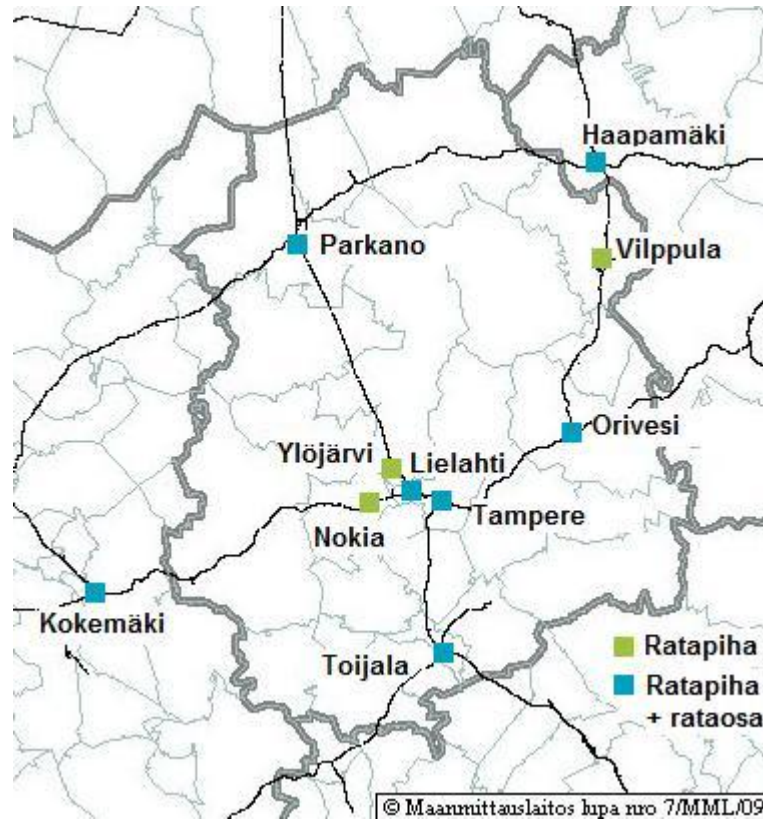 Haapamäki
Parkano
Vilppula
Orivesi
Ylöjärvi
Lielahti
Tampere
Nokia
Kokemäki
Toijala
Ratapiha
Ratapiha
+ rataosa
© Maanmittauslaitos lupa nro 7/MML/09